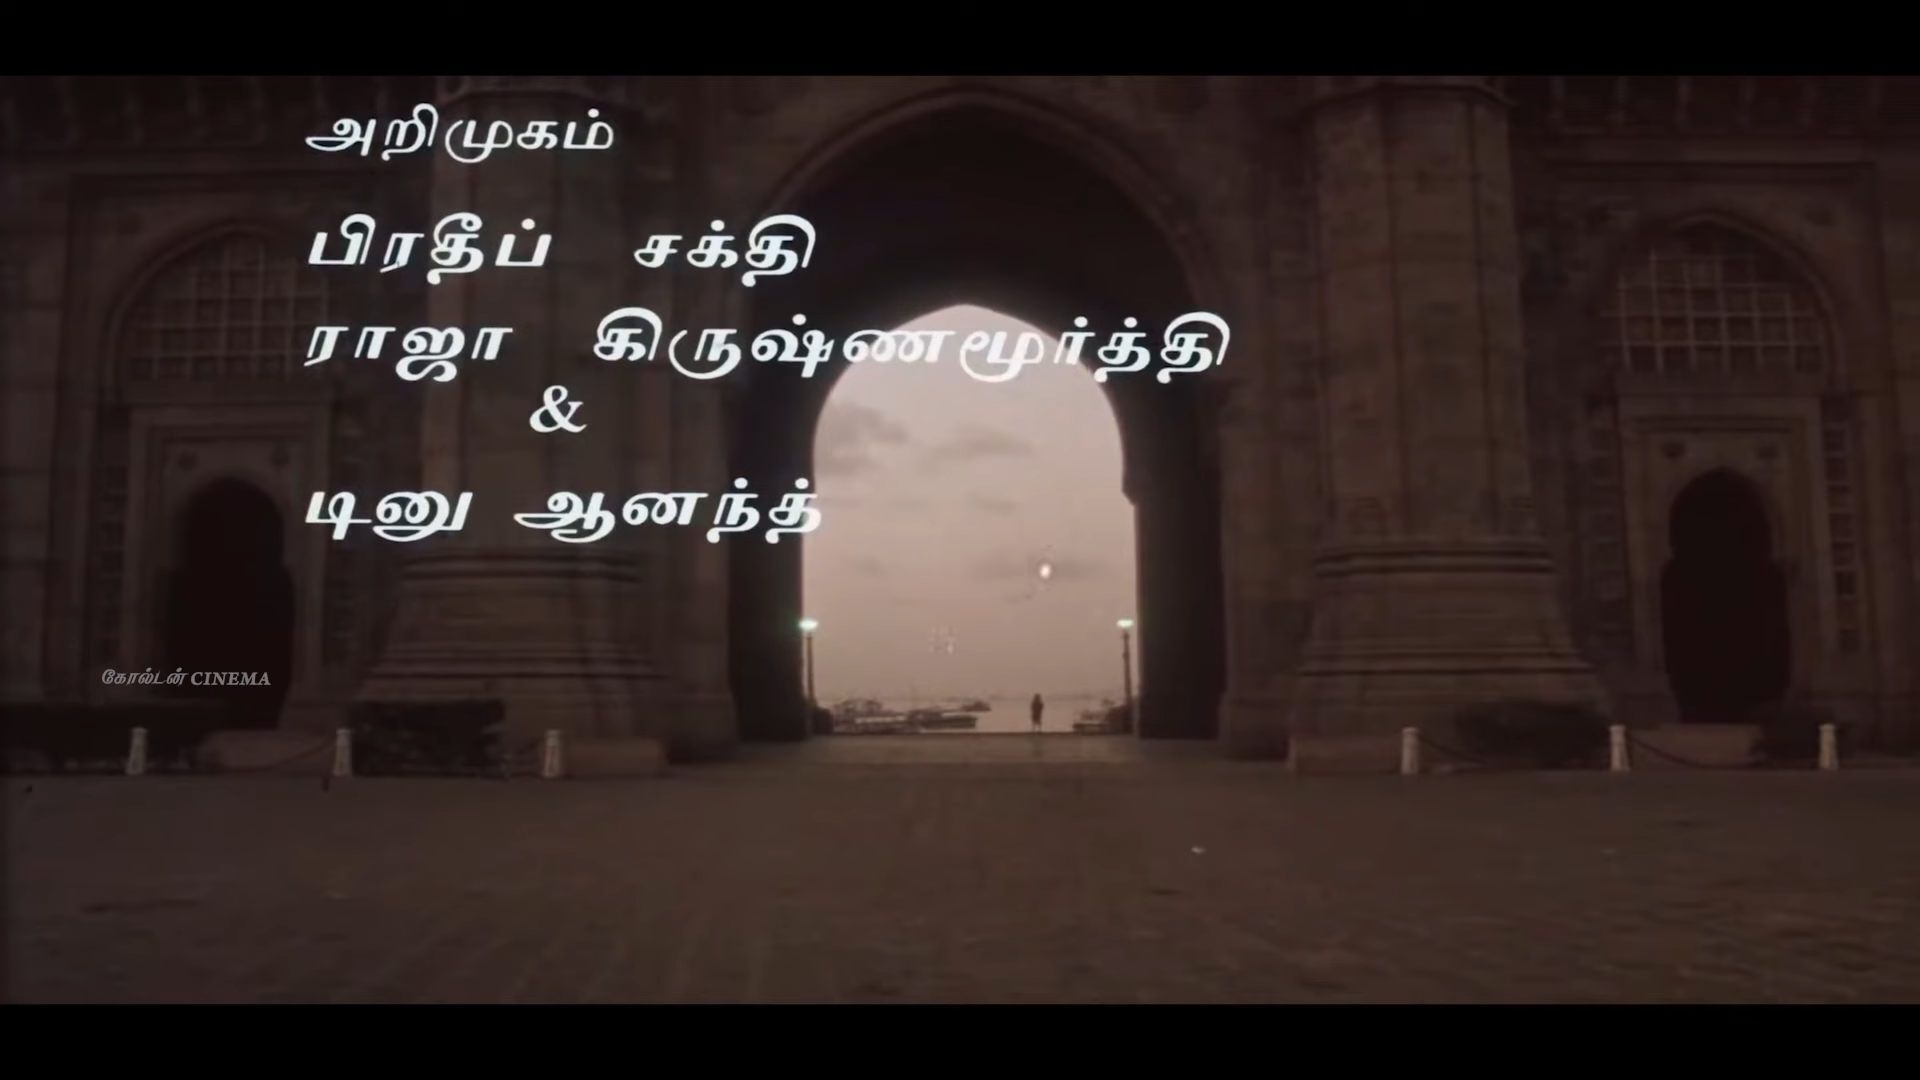 அறிமுகம்
பிரதீப் சக்தி
ராஜா கிருஷ்ணமூர்த்தி
&
டினு ஆனந்த்
கோல்டன் CINEMA